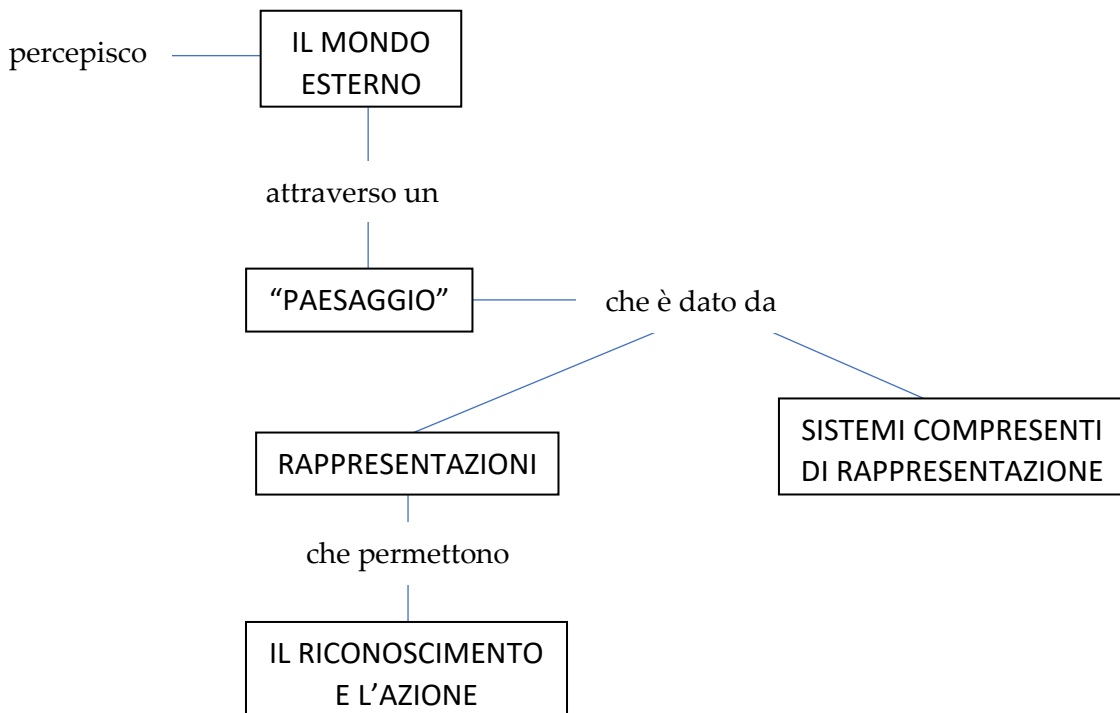 percepisco
IL MONDO
ESTERNO
attraverso un
“PAESAGGIO”
che è dato da
RAPPRESENTAZIONI
SISTEMI COMPRESENTI
DI RAPPRESENTAZIONE
che permettono
IL RICONOSCIMENTO
E L’AZIONE